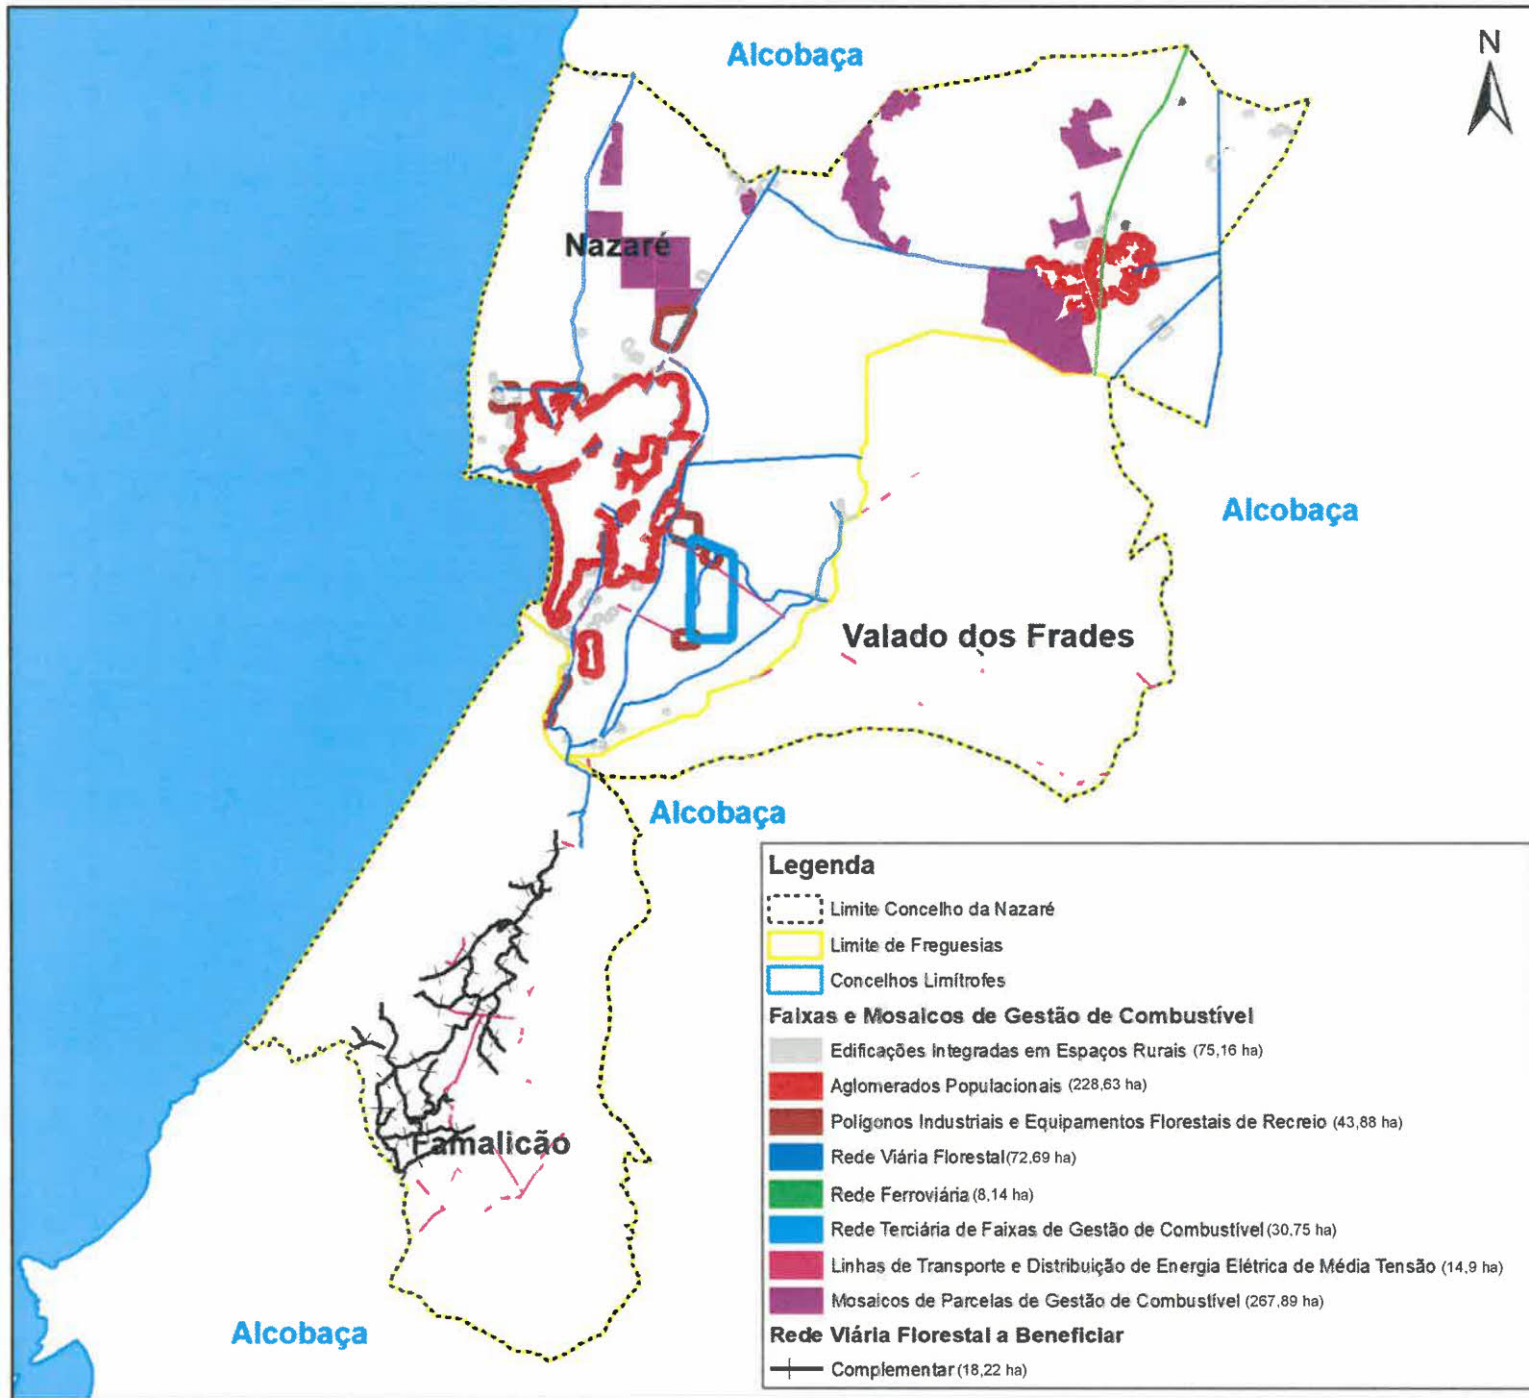 Alcobaça
N
Nazaré
Alcobaça
Valado dos Frades
Alcobaça
Famalicão
Alcobaça
Legenda
Limite Concelho da Nazaré
Limite de Freguesias
Concelhos Limítrofes
Faixas e Mosaicos de Gestão de Combustível
Edificações Integradas em Espaços Rurais (75,16 ha)
Aglomerados Populacionais (228,63 ha)
Polígonos Industriais e Equipamentos Florestais de Recreio (43,88 ha)
Rede Viária Florestal (72,69 ha)
Rede Ferroviária (8,14 ha)
Rede Terciária de Faixas de Gestão de Combustível (30,75 ha)
Linhas de Transporte e Distribuição de Energia Elétrica de Média Tensão (14,9 ha)
Mosaicos de Parcelas de Gestão de Combustível (267,89 ha)
Rede Viária Florestal a Beneficiar
Complementar (18,22 ha)